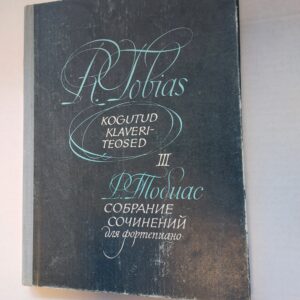 R. Tobias
KOGUTUD
KLAVERI-
TEOSED
III
Р. Тобиас
СОБРАНИЕ
СОЧИНЕНИЙ
для фортепиано